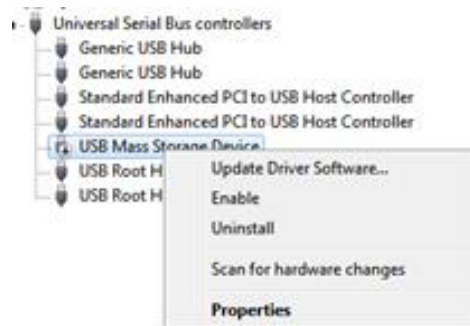 Universal Serial Bus controllers
Generic USB Hub
Generic USB Hub
Standard Enhanced PCI to USB Host Controller
Standard Enhanced PCI to USB Host Controller
USB Mass Storage Device
USB Root H
USB Root H
Update Driver Software...
Enable
Uninstall
Scan for hardware changes
Properties